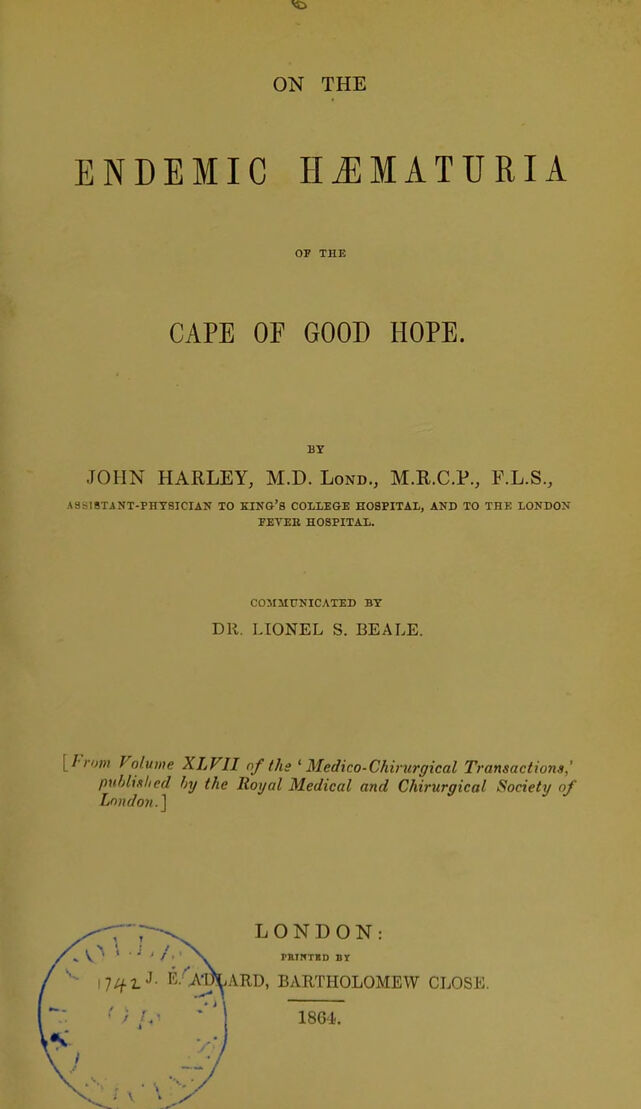 ON THE
ENDEMIC HÆMATURIA
OF THE
CAPE OF GOOD HOPE.
BY
JOHN HARLEY, M.D. LOND., M.R.C.P., F.L.S.,
ASSISTANT-PHYSICIAN TO KING'S COLLEGE HOSPITAL, AND TO THE LONDON
FEVER HOSPITAL.
COMMUNICATED BY
DR. LIONEL S. BEALE.
[From Volume XLVII of the ‘Medico-Chirurgical Transactions,’
published by the Royal Medical and Chirurgical Society of
London.]
LONDON:
PRINTED BY
J. E. ADLARD, BARTHOLOMEW CLOSE.
1864.